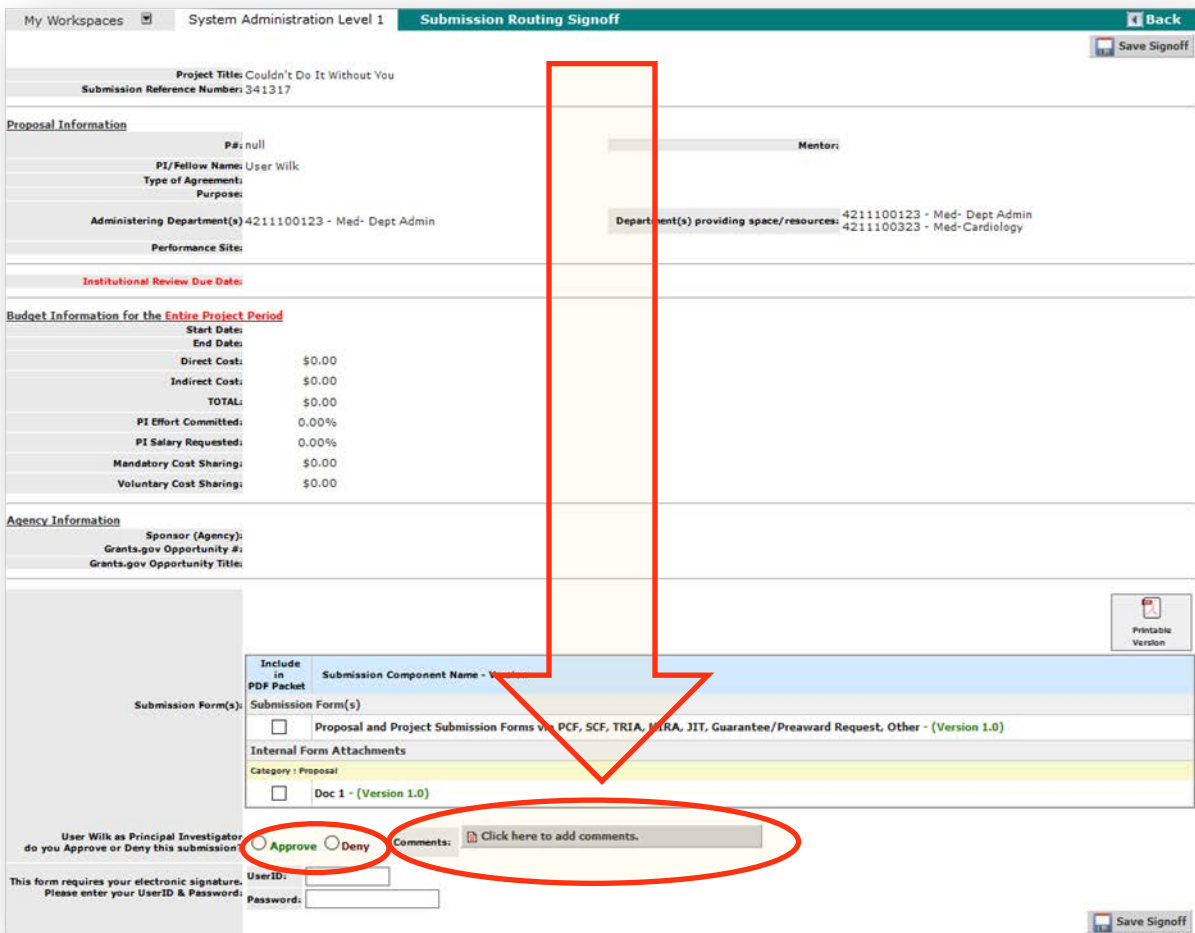 My Workspaces System Administration Level 1 Submission Routing Signoff Back
Save Signoff
Project Title: Couldn't Do It Without You
Submission Reference Number: 341317
Proposal Information
P#: null Mentor:
PI/Fellow Name: User Wilk
Type of Agreement:
Purpose:
Administering Department(s) 4211100123 - Med- Dept Admin Department(s) providing space/resources: 4211100123 - Med- Dept Admin
4211100323 - Med-Cardiology
Performance Site:
Institutional Review Due Date:
Budget Information for the Entire Project Period
Start Date:
End Date:
Direct Cost: $0.00
Indirect Cost: $0.00
TOTAL: $0.00
PI Effort Committed: 0.00%
PI Salary Requested: 0.00%
Mandatory Cost Sharing: $0.00
Voluntary Cost Sharing: $0.00
Agency Information
Sponsor (Agency):
Grants.gov Opportunity #:
Grants.gov Opportunity Title:
Printable
Version
Include
in
PDF Packet
Submission Component Name - Version
Submission Form(s): Submission Form(s)
Proposal and Project Submission Forms via PCF, SCF, TRIA, MIRA, JIT, Guarantee/Preaward Request, Other - (Version 1.0)
Internal Form Attachments
Category : Proposal
Doc 1 - (Version 1.0)
User Wilk as Principal Investigator
do you Approve or Deny this submission? Approve Deny Comments: Click here to add comments.
This form requires your electronic signature.
Please enter your UserID & Password:
UserID:
Password:
Save Signoff